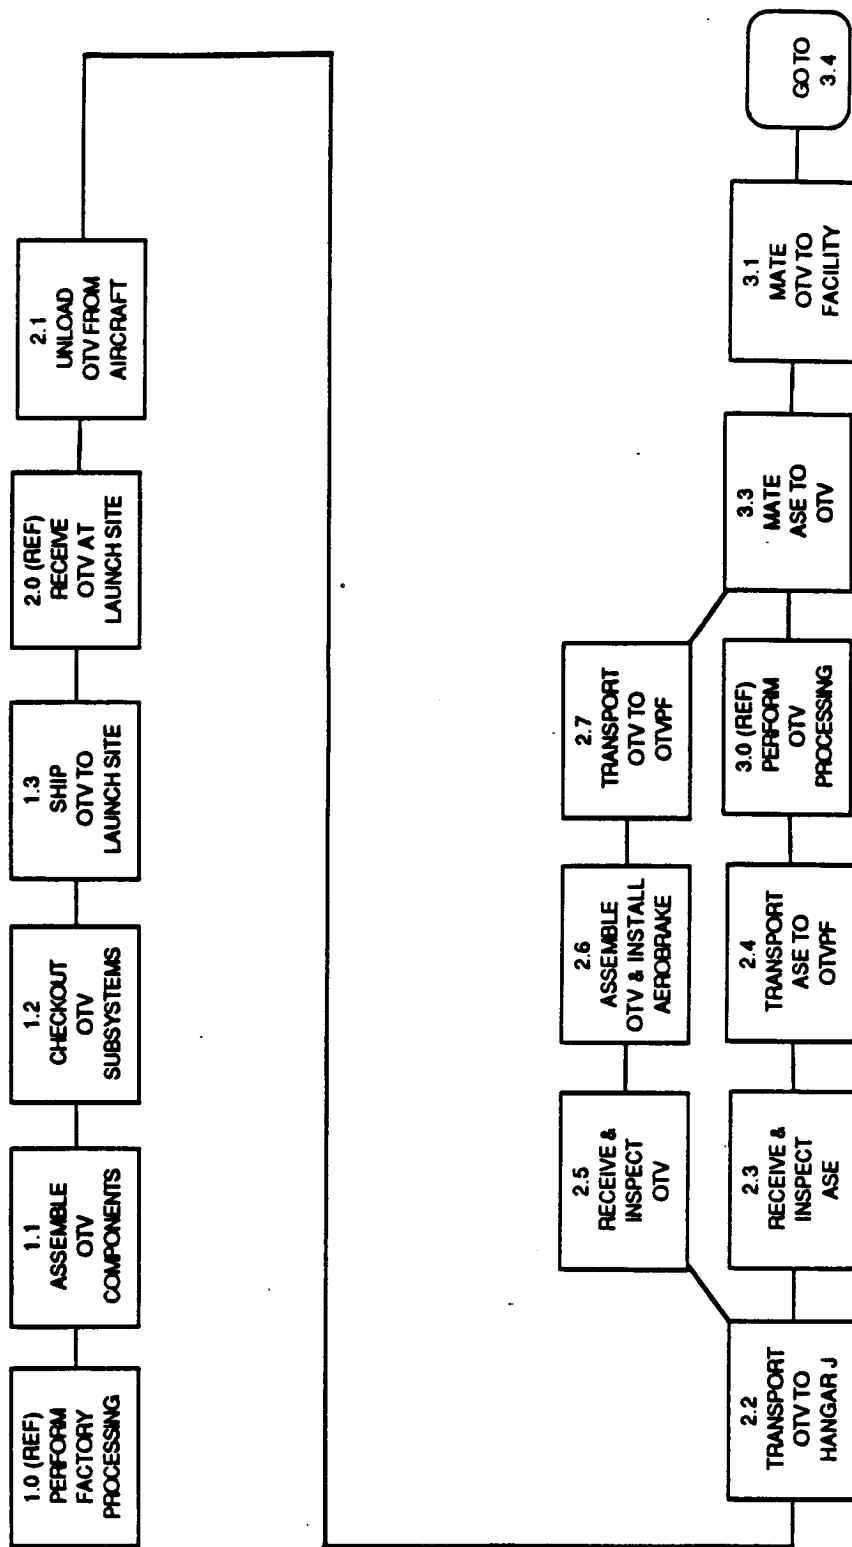 1.0 (REF)
PERFORM
FACTORY
PROCESSING
1.1
ASSEMBLE
OTV
COMPONENTS
1.2
CHECKOUT
OTV
SUBSYSTEMS
1.3
SHIP
OTV TO
LAUNCH SITE
2.0 (REF)
RECEIVE
OTV AT
LAUNCH SITE
2.1
UNLOAD
OTV FROM
AIRCRAFT
2.2
TRANSPORT
OTV TO
HANGAR J
2.5
RECEIVE &
INSPECT
OTV
2.6
ASSEMBLE
OTV & INSTALL
AEROBRAKE
2.7
TRANSPORT
OTV TO
OTVPF
2.3
RECEIVE &
INSPECT
ASE
2.4
TRANSPORT
ASE TO
OTVPF
3.0 (REF)
PERFORM
OTV
PROCESSING
3.3
MATE
ASE TO
OTV
3.1
MATE
OTV TO
FACILITY
GO TO
3.4